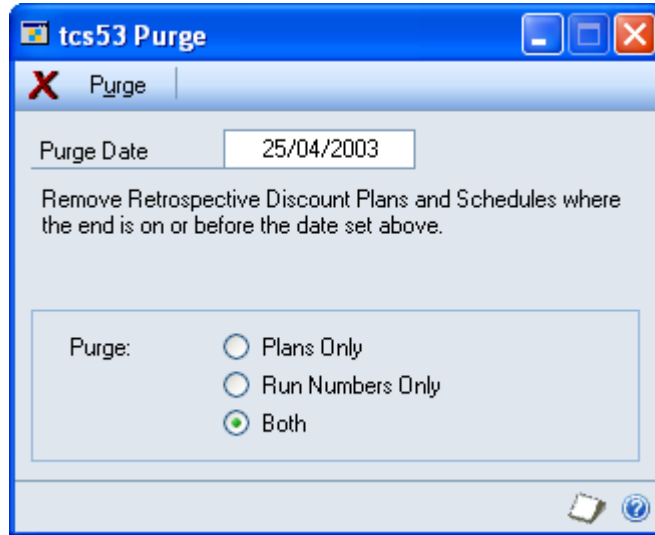 tcs53 Purge
Purge
Purge Date 25/04/2003
Remove Retrospective Discount Plans and Schedules where
the end is on or before the date set above.
Purge: Plans Only
Run Numbers Only
Both